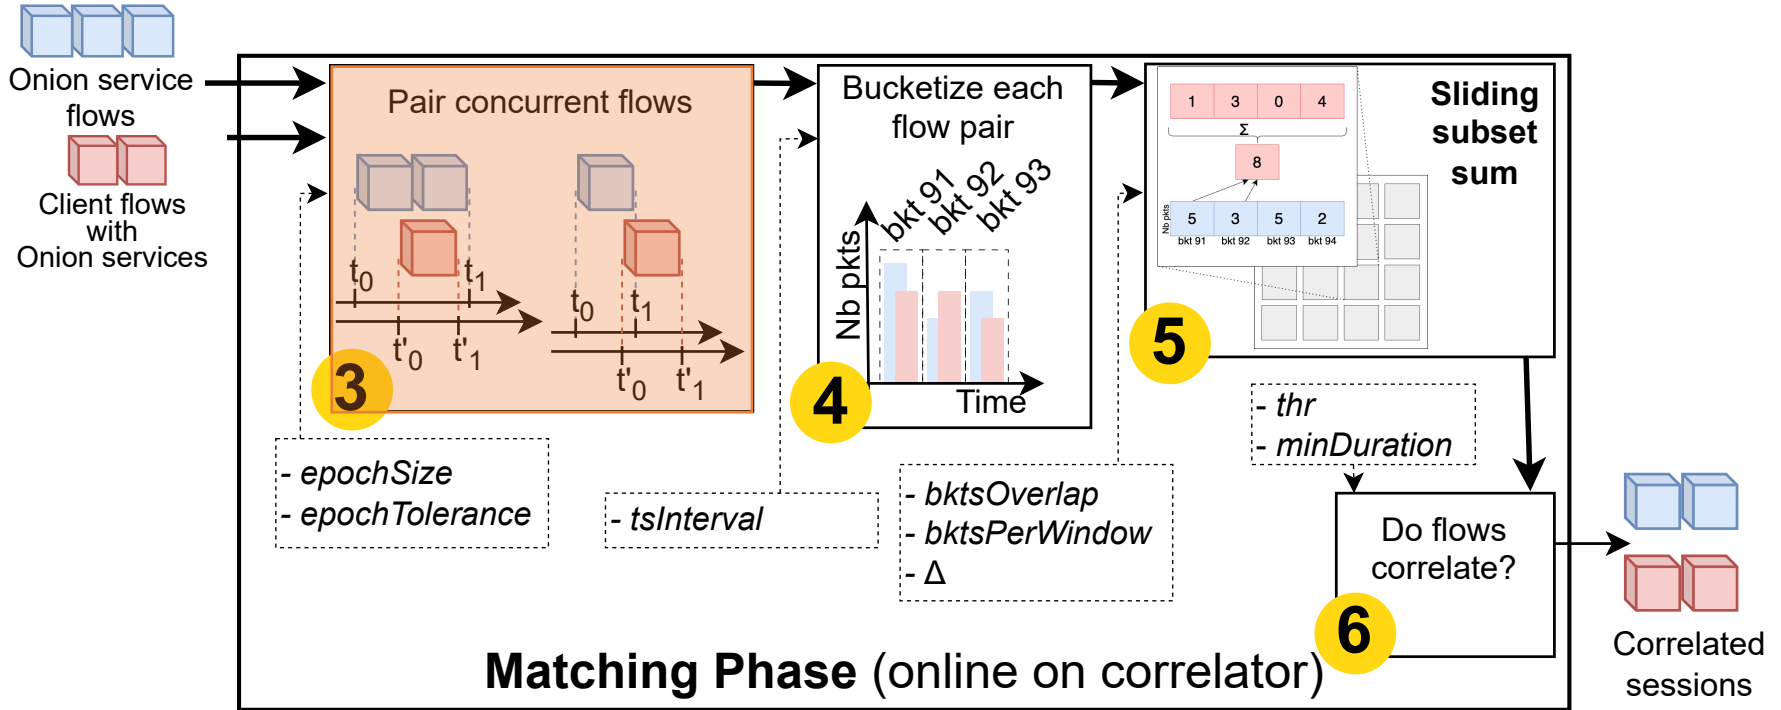 Onion service
flows
Client flows
with
Onion services
Pair concurrent flows
t0
t1
t'0
t'1
t0
t1
t'0
t'1
3
- epochSize
- epochTolerance
Bucketize each
flow pair
bkt 91
bkt 92
bkt 93
Nb pkts
Time
4
- tsInterval
Sliding
subset
sum
1 3 0 4
Σ
8
Nb pkts
5 3 5 2
bkt 91 bkt 92 bkt 93 bkt 94
5
- bktsOverlap
- bktsPerWindow
- Δ
- thr
- minDuration
Do flows
correlate?
6
Correlated
sessions
Matching Phase (online on correlator)